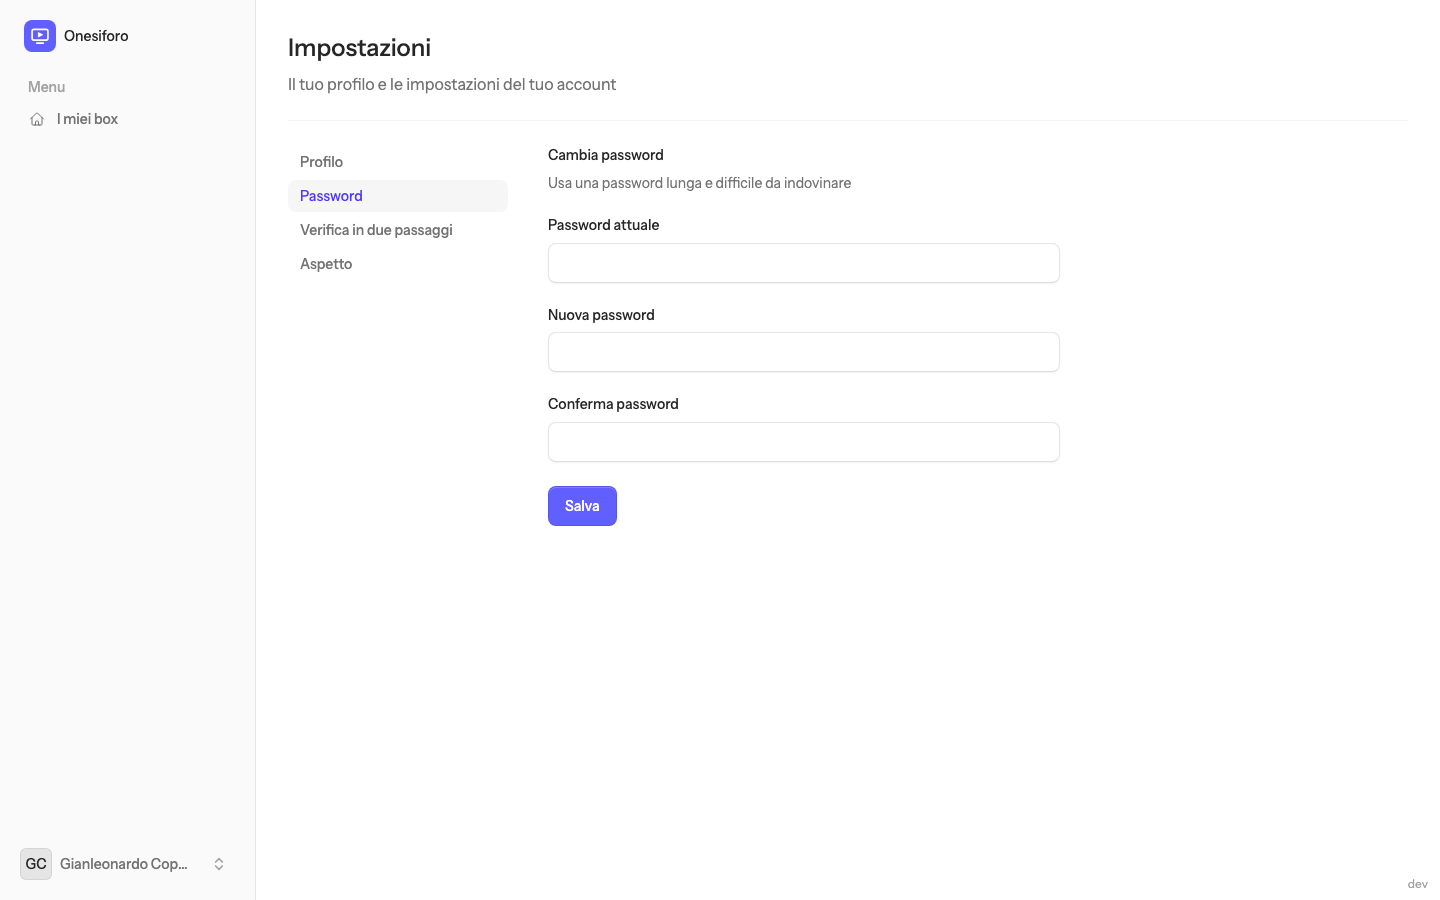 Onesiforo
Menu
I miei box
Impostazioni
Il tuo profilo e le impostazioni del tuo account
Profilo
Password
Verifica in due passaggi
Aspetto
Cambia password
Usa una password lunga e difficile da indovinare
Password attuale
Nuova password
Conferma password
Salva
GC
Gianleonardo Cop...
dev